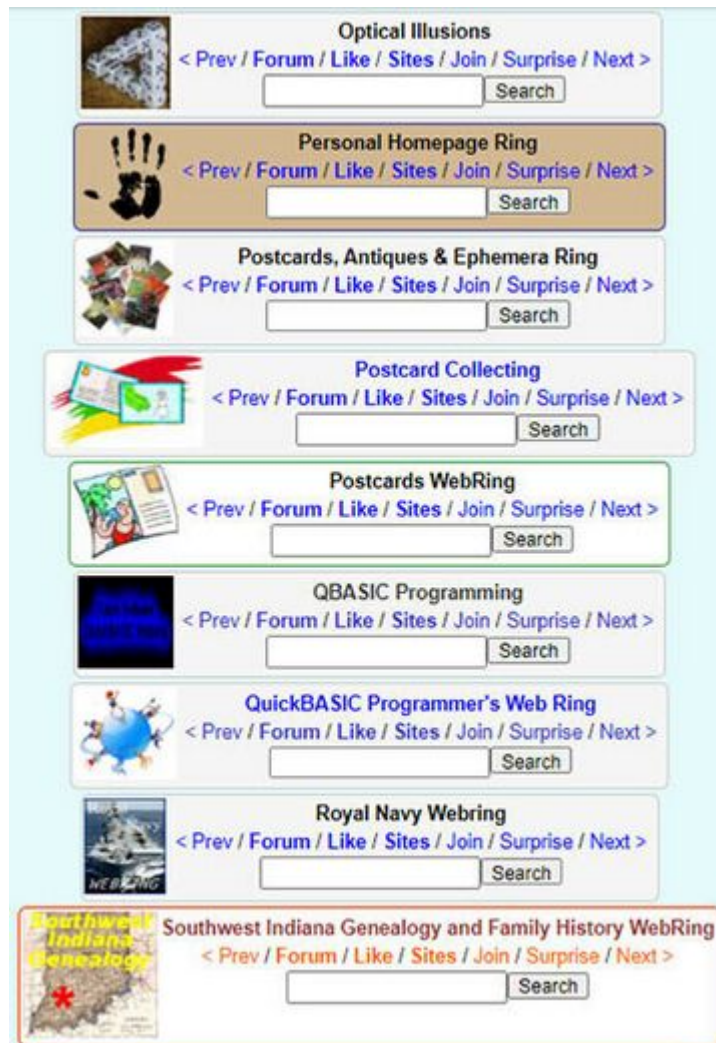 Optical Illusions
< Prev / Forum / Like / Sites / Join / Surprise / Next >
Search
Personal Homepage Ring
< Prev / Forum / Like / Sites / Join / Surprise / Next >
Search
Postcards, Antiques & Ephemera Ring
< Prev / Forum / Like / Sites / Join / Surprise / Next >
Search
Postcard Collecting
< Prev / Forum / Like / Sites / Join / Surprise / Next >
Search
Postcards WebRing
< Prev / Forum / Like / Sites / Join / Surprise / Next >
Search
QBASIC Programming
< Prev / Forum / Like / Sites / Join / Surprise / Next >
Search
QuickBASIC Programmer's Web Ring
< Prev / Forum / Like / Sites / Join / Surprise / Next >
Search
Royal Navy Webring
< Prev / Forum / Like / Sites / Join / Surprise / Next >
Search
WEBRING
Southwest
Indiana
Genealogy
Southwest Indiana Genealogy and Family History WebRing
< Prev / Forum / Like / Sites / Join / Surprise / Next >
Search